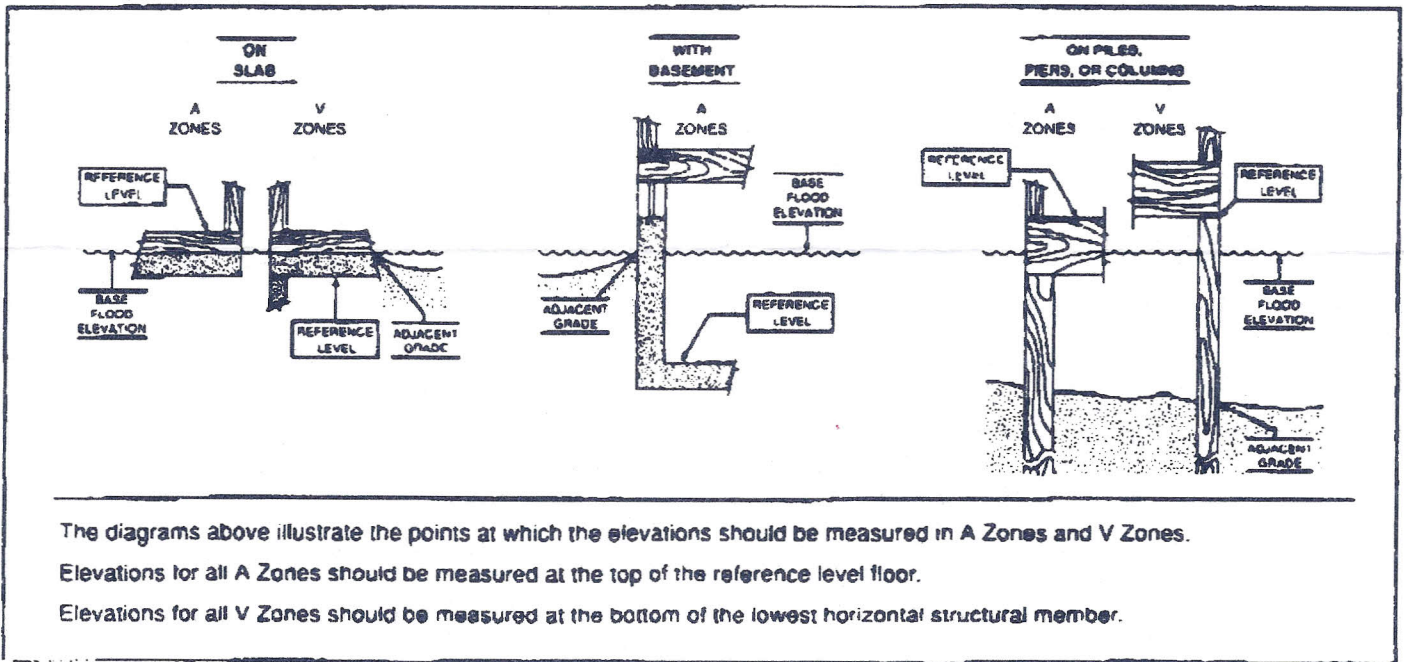 ON
SLAB
A
ZONES
V
ZONES
REFERENCE
LEVEL
BASE
FLOOD
ELEVATION
REFERENCE
LEVEL
ADJACENT
GRADE
WITH
BASEMENT
A
ZONES
BASE
FLOOD
ELEVATION
ADJACENT
GRADE
REFERENCE
LEVEL
ON PILES,
PIERS, OR COLUMNS
A
ZONES
V
ZONES
REFERENCE
LEVEL
REFERENCE
LEVEL
BASE
FLOOD
ELEVATION
ADJACENT
GRADE
The diagrams above illustrate the points at which the elevations should be measured in A Zones and V Zones.
Elevations for all A Zones should be measured at the top of the reference level floor.
Elevations for all V Zones should be measured at the bottom of the lowest horizontal structural member.